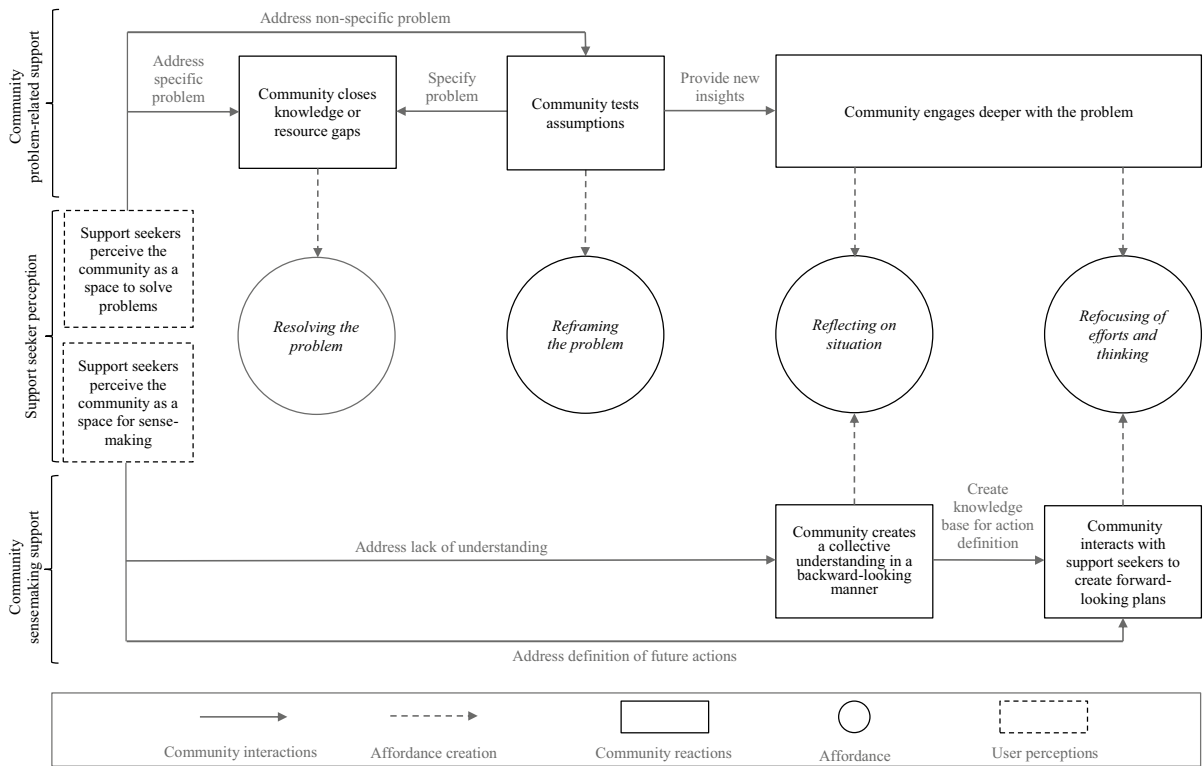 Community
problem-related support
Address non-specific problem
Address
specific
problem
Community closes
knowledge or
resource gaps
Specify
problem
Community tests
assumptions
Provide new
insights
Community engages deeper with the problem
Support seeker perception
Support seekers
perceive the
community as a
space to solve
problems
Support seekers
perceive the
community as a
space for sense-
making
Resolving the
problem
Reframing
the problem
Reflecting on
situation
Refocusing of
efforts and
thinking
Community
sensemaking support
Address lack of understanding
Community creates
a collective
understanding in a
backward-looking
manner
Create
knowledge
base for action
definition
Community
interacts with
support seekers to
create forward-
looking plans
Address definition of future actions
Community interactions
Affordance creation
Community reactions
Affordance
User perceptions